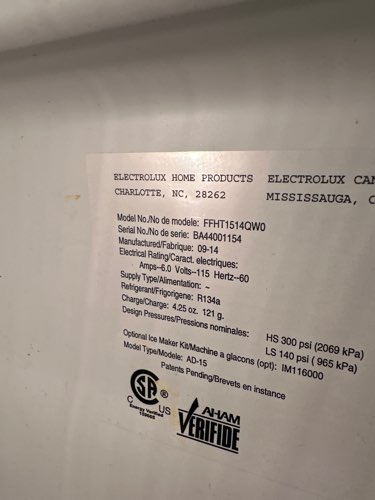 ELECTROLUX HOME PRODUCTS ELECTROLUX CAN
CHARLOTTE, NC, 28262 MISSISSAUGA,
Model No./No de modele: FFHT1514QW0
Serial No./No de serie: BA44001154
Manufactured/Fabrique: 09-14
Electrical Rating/Caract. electriques:
Amps-6.0 Volts--115 Hertz--60
Supply Type/Alimentation: ~
Refrigerant/Frigorigene: R134a
Charge/Charge: 4.25 oz. 121 g.
Design Pressures/Pressions nominales: HS 300 psi (2069 kPa)
LS 140 psi ( 965 kPa)
Optional Ice Maker Kit/Machine a glacons (opt): IM116000
Model Type/Modele: AD-15
Patents Pending/Brevets en instance
SA ®
C US
Energy Verified
AHAM
VERIFIDE